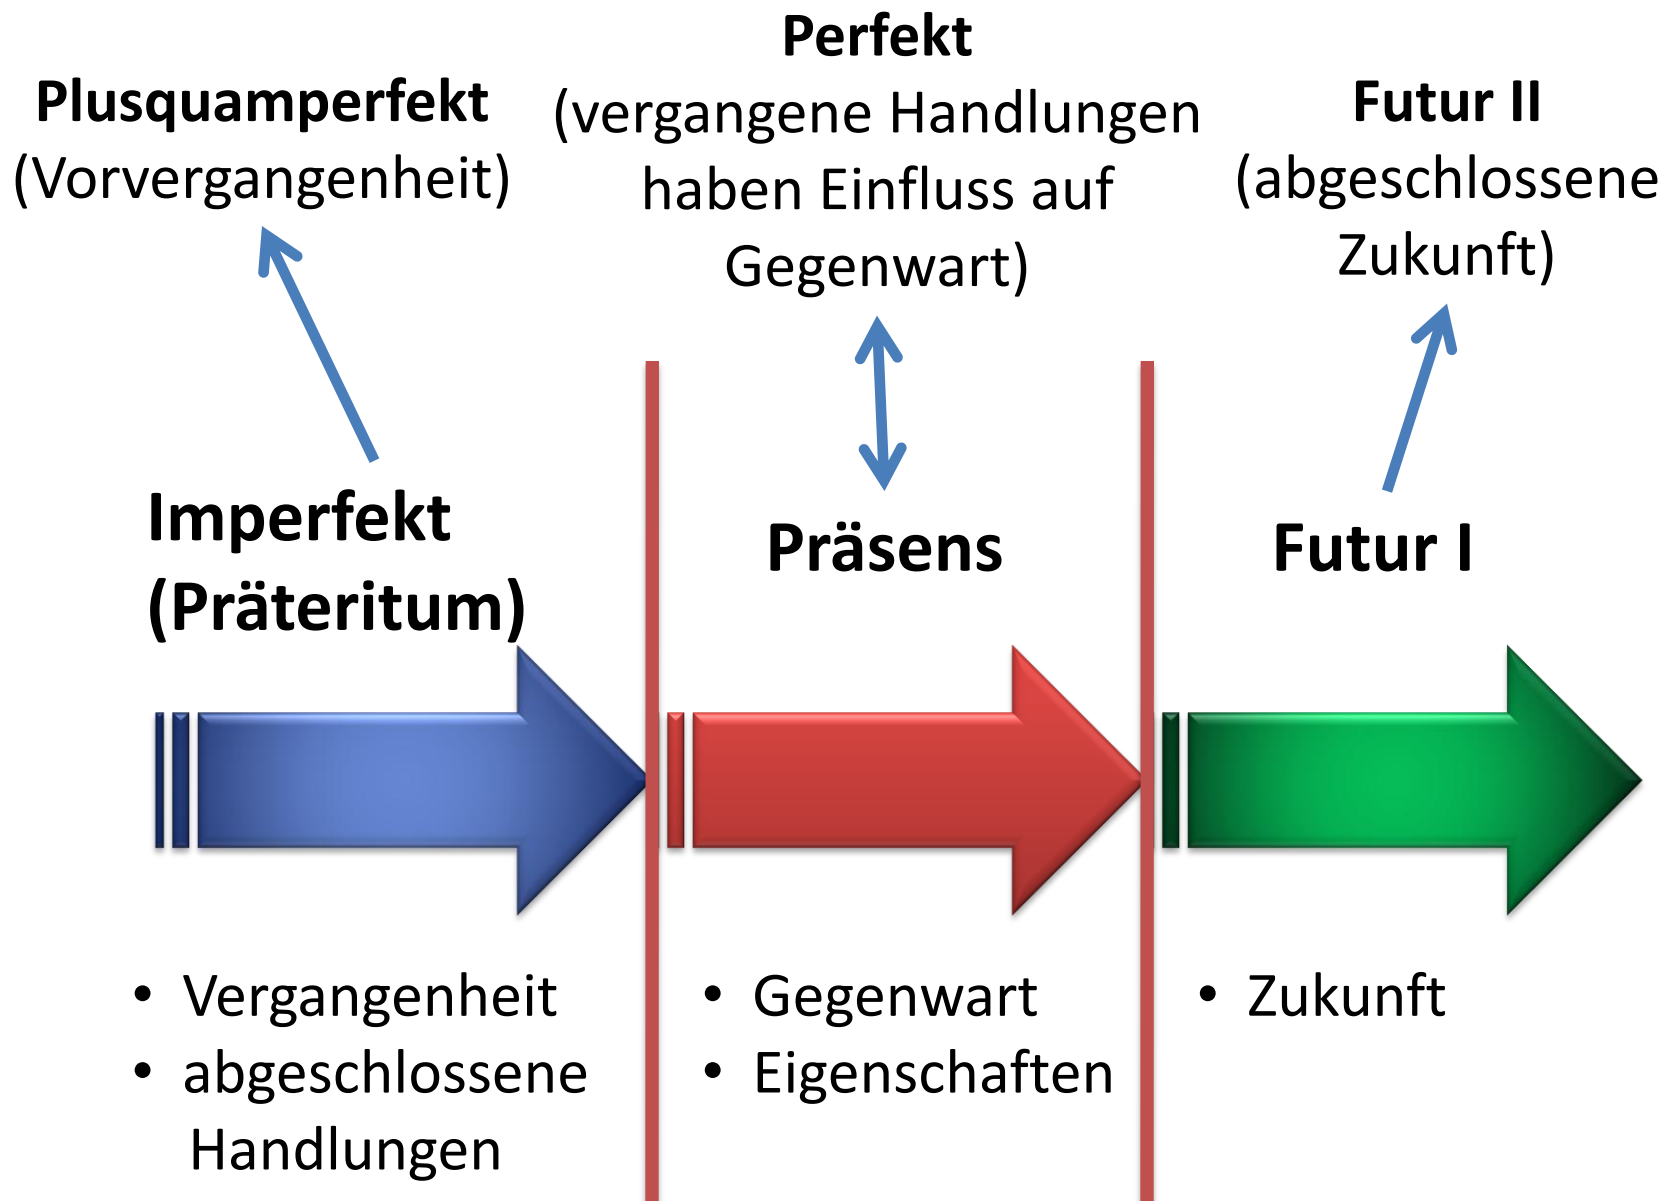 Plusquamperfekt
(Vorvergangenheit)
Perfekt
(vergangene Handlungen
haben Einfluss auf
Gegenwart)
Futur II
(abgeschlossene
Zukunft)
Imperfekt
(Präteritum)
Präsens
Futur I
• Vergangenheit
• abgeschlossene
Handlungen
• Gegenwart
• Eigenschaften
• Zukunft